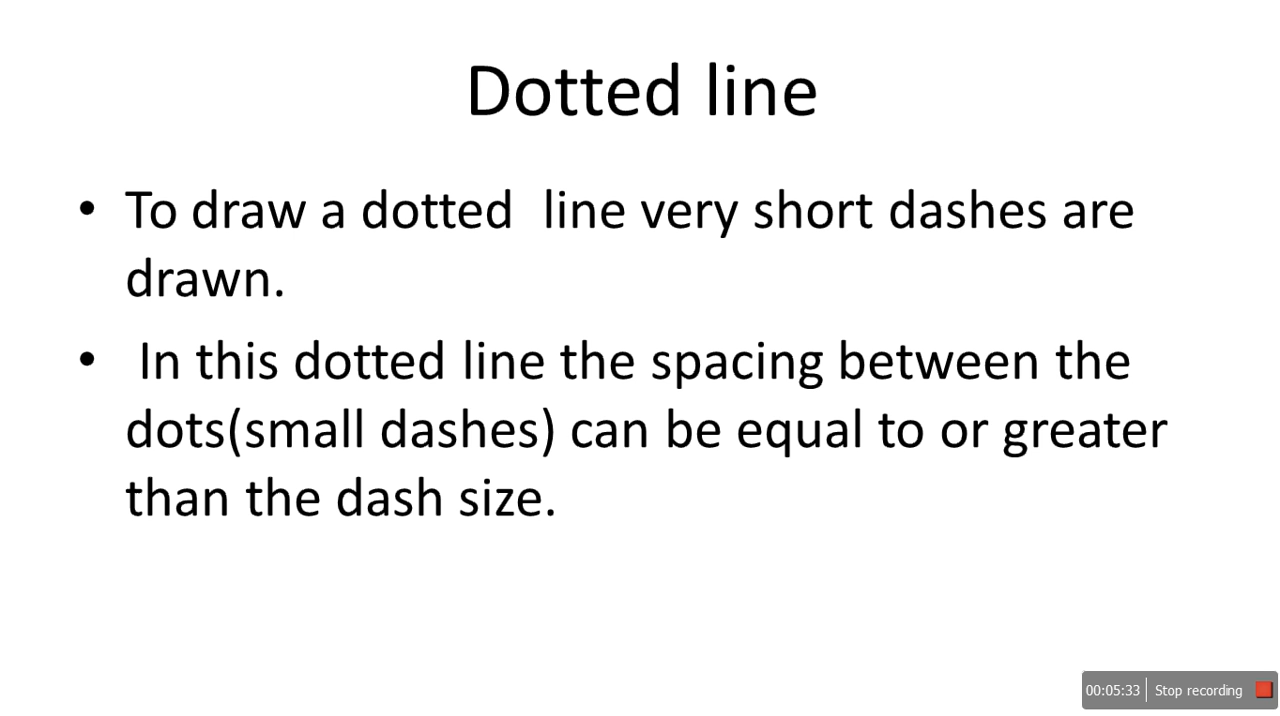 Dotted line
• To draw a dotted  line very short dashes are
drawn.
•  In this dotted line the spacing between the
dots(small dashes) can be equal to or greater
than the dash size.
00:05:33 Stop recording